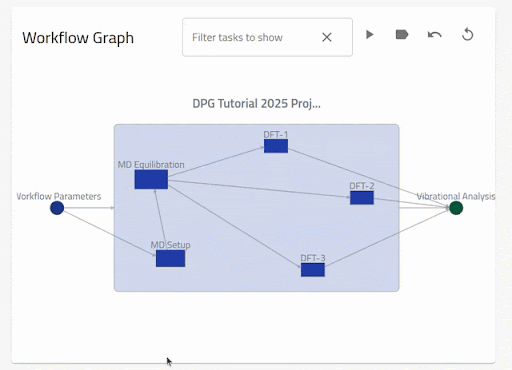 Workflow Graph
Filter tasks to show
DPG Tutorial 2025 Proj...
DFT-1
MD Equilibration
DFT-2
Workflow Parameters
Vibrational Analysis
MD Setup
DFT-3